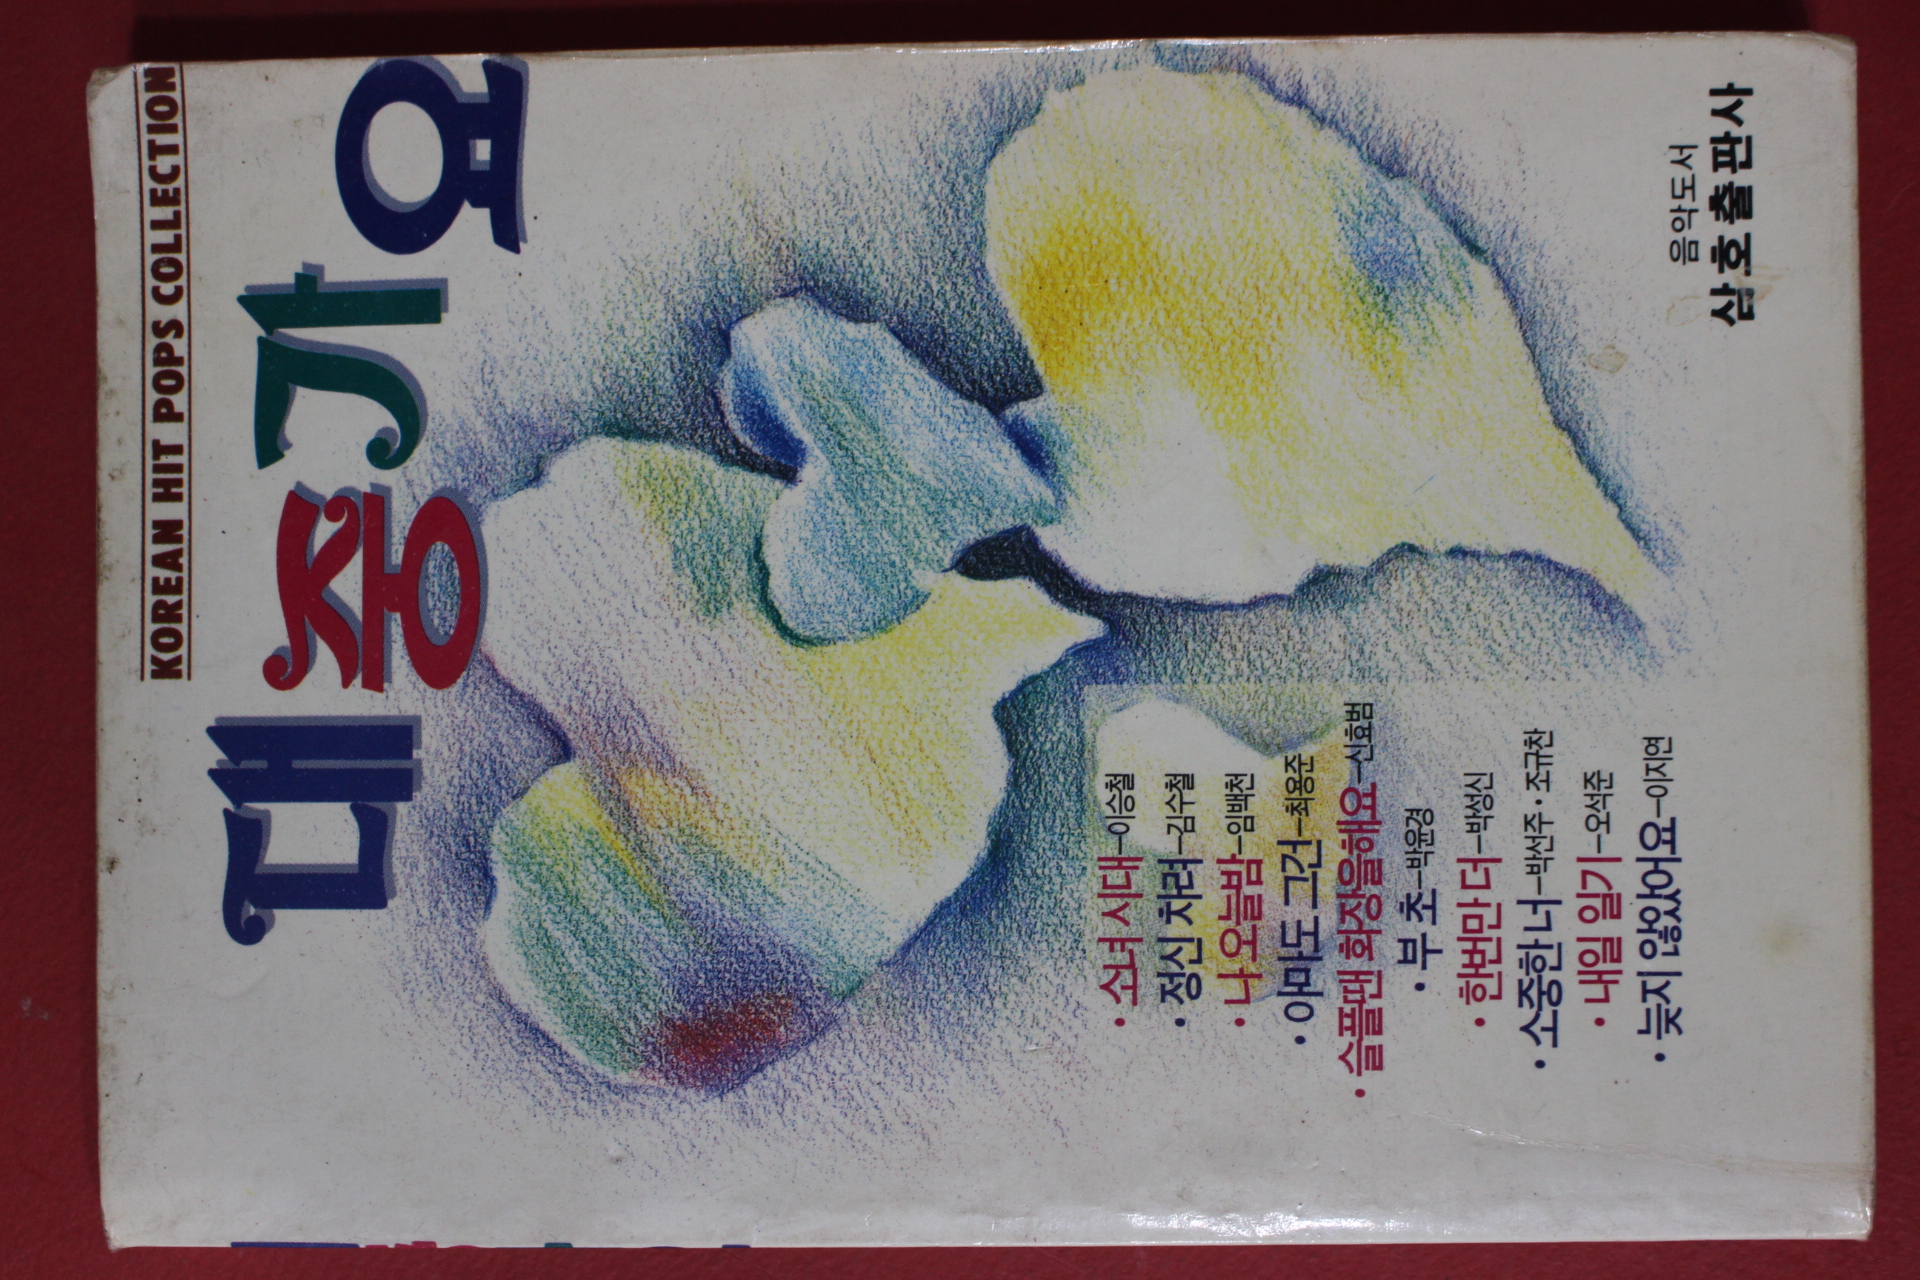 KOREAN HIT POPS COLLECTION
대중가요
• 소녀 시대–이승철
• 정신 차려–김수철
• 나 오늘밤–임백천
• 아마도 그건–최용준
• 슬플땐 화장을해요–신효범
• 부 초–박윤경
• 한번만 더–박성신
• 소중한 너–박선주•조규찬
• 내일 일기–오석준
• 늦지 않았어요–이지연
음악도서
삼호출판사